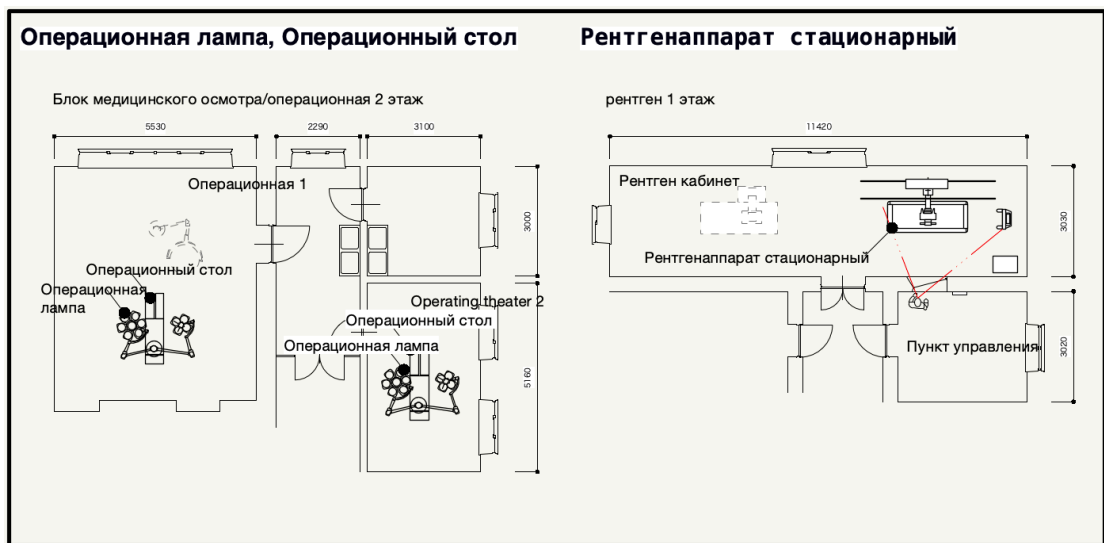 Операционная лампа, Операционный стол
Рентгенаппарат стационарный
Блок медицинского осмотра/операционная 2 этаж
5530
2290
3100
Операционная 1
3000
Операционный стол
Операционная
лампа
Operating theater 2
Операционный стол
Операционная лампа
5160
рентген 1 этаж
11420
Рентген кабинет
3030
Рентгенаппарат стационарный
Пункт управления
3020